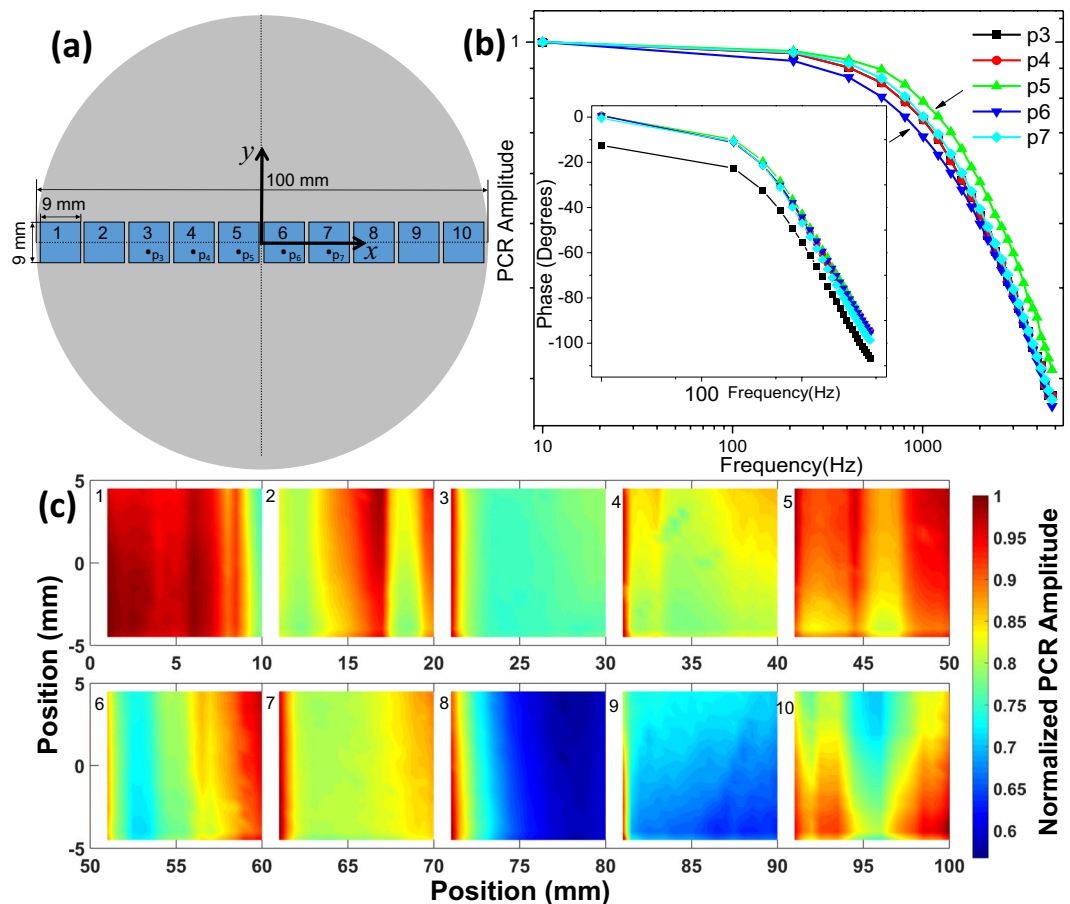 (a)
y
100 mm
9 mm
9 mm
1 2 3 4 5 6 7 8 9 10
p3 p4 p5 p6 p7
x
(b)
1
PCR Amplitude
p3
p4
p5
p6
p7
0
-20
-40
-60
-80
-100
Phase (Degrees)
100
Frequency(Hz)
10 100 1000
Frequency(Hz)
(c)
5
0
-5
1 2 3 4 5
0 5 10 15 20 25 30 35 40 45 50
5
0
-5
6 7 8 9 10
50 55 60 65 70 75 80 85 90 95 100
Position (mm)
Position (mm)
1
0.95
0.9
0.85
0.8
0.75
0.7
0.65
0.6
Normalized PCR Amplitude